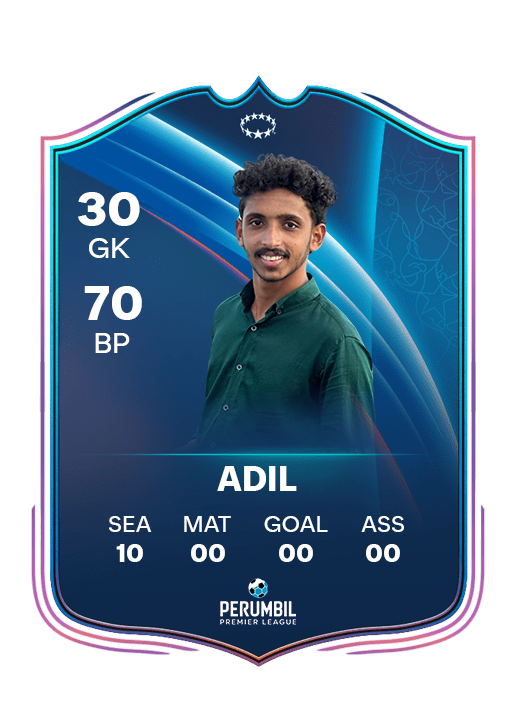 30
GK
70
BP
ADIL
SEA MAT GOAL ASS
10 00 00 00
PERUMBIL
PREMIER LEAGUE